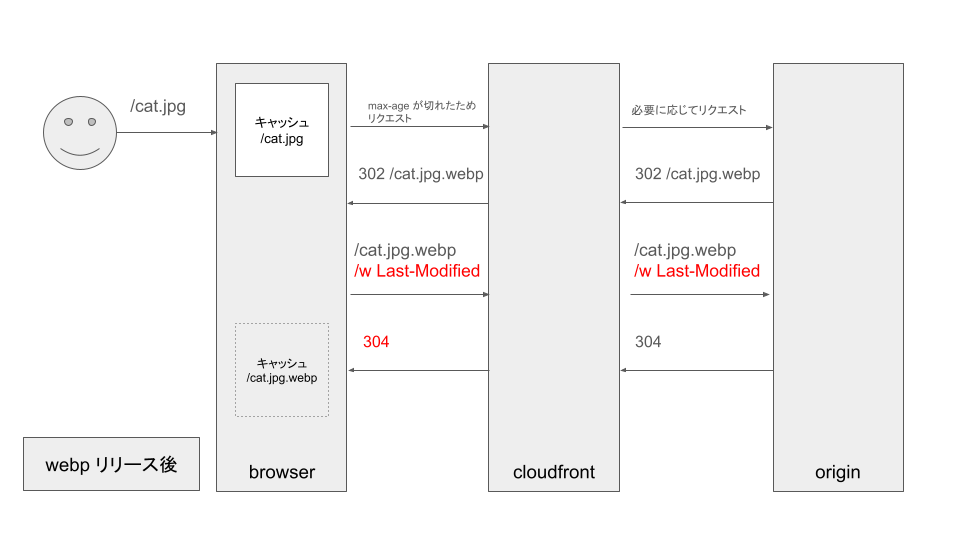 /cat.jpg
キャッシュ
/cat.jpg
max-age が切れたため
リクエスト
必要に応じてリクエスト
302 /cat.jpg.webp
302 /cat.jpg.webp
/cat.jpg.webp
/w Last-Modified
/cat.jpg.webp
/w Last-Modified
304
304
キャッシュ
/cat.jpg.webp
webp リリース後
browser
cloudfront
origin